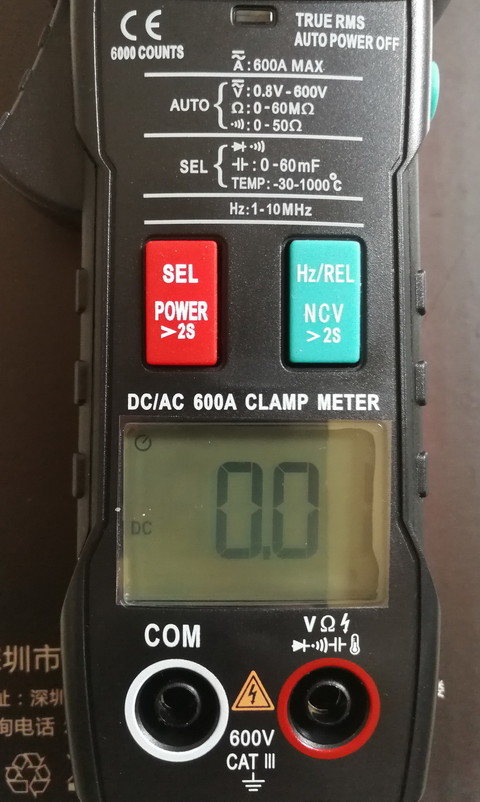 CE
TRUE RMS
6000 COUNTS
AUTO POWER OFF
A:600A MAX
AUTO
V:0.8V-600V
Ω:0-60MΩ
:0-50Ω
SEL
:0-60mF
TEMP:-30-1000°C
Hz:1-10MHz
SEL
POWER
>2S
Hz/REL
NCV
>2S
DC/AC 600A CLAMP METER
DC
0.0
COM
VΩ
600V
CAT III
圳市
址：深圳
询电话：